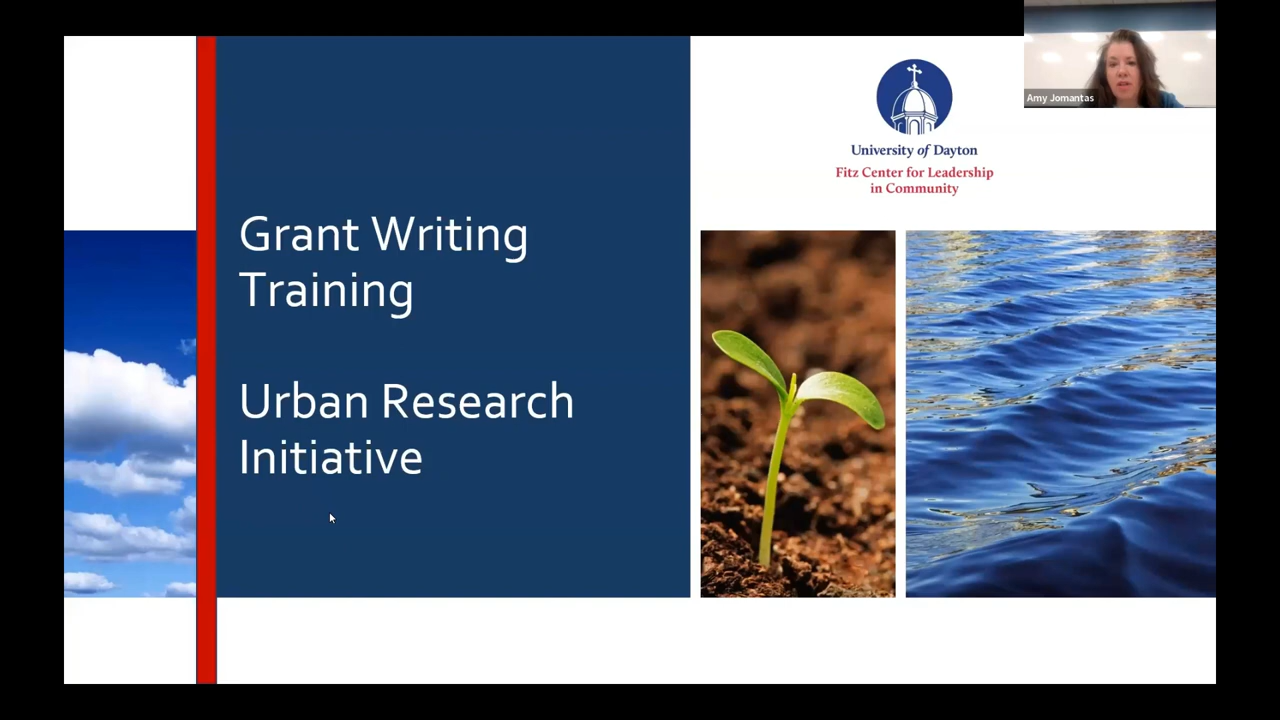 Grant Writing
Training
Urban Research
Initiative
University of Dayton
Fitz Center for Leadership
in Community
Amy Jomantas